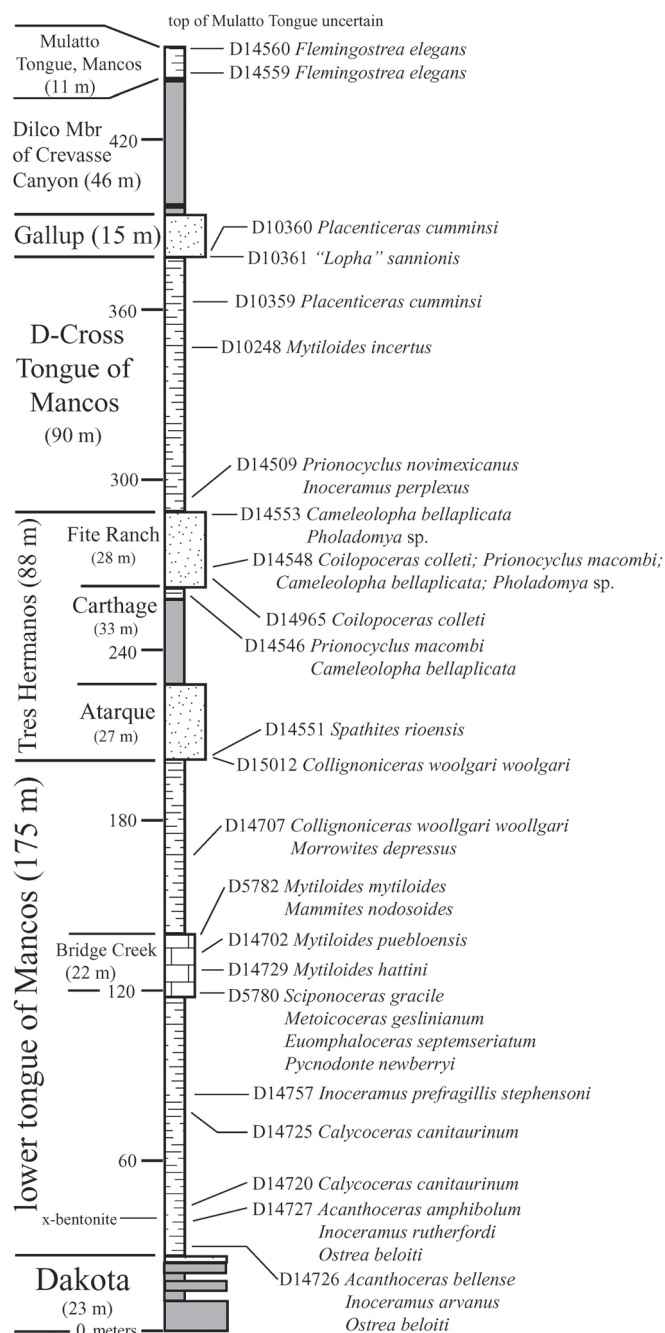 top of Mulatto Tongue uncertain
Mulatto
Tongue, Mancos
(11 m)
D14560 Flemingostrea elegans
D14559 Flemingostrea elegans
Dilco Mbr
of Crevasse
Canyon (46 m)
420
Gallup (15 m)
D10360 Placenticeras cumminsi
D10361 “Lopha” sannionis
D-Cross
Tongue of
Mancos
(90 m)
360
D10359 Placenticeras cumminsi
D10248 Mytiloides incertus
300
D14509 Prionocyclus novimexicanus
Inoceramus perplexus
Tres Hermanos (88 m)
Fite Ranch
(28 m)
D14553 Cameleolopha bellaplicata
Pholadomya sp.
D14548 Coilopoceras colleti; Prionocyclus macombi;
Cameleolopha bellaplicata; Pholadomya sp.
Carthage
(33 m)
240
D14965 Coilopoceras colleti
D14546 Prionocyclus macombi
Cameleolopha bellaplicata
Atarque
(27 m)
D14551 Spathites rioensis
D15012 Collignoniceras woolgari woolgari
lower tongue of Mancos (175 m)
180
D14707 Collignoniceras woollgari woollgari
Morrowites depressus
D5782 Mytiloides mytiloides
Mammites nodosoides
Bridge Creek
(22 m)
120
D14702 Mytiloides puebloensis
D14729 Mytiloides hattini
D5780 Sciponoceras gracile
Metoicoceras geslinianum
Euomphaloceras septemseriatum
Pycnodonte newberryi
D14757 Inoceramus prefragillis stephensoni
D14725 Calycoceras canitaurinum
60
D14720 Calycoceras canitaurinum
x-bentonite
D14727 Acanthoceras amphibolum
Inoceramus rutherfordi
Ostrea beloiti
Dakota
(23 m)
0 meters
D14726 Acanthoceras bellense
Inoceramus arvanus
Ostrea beloiti